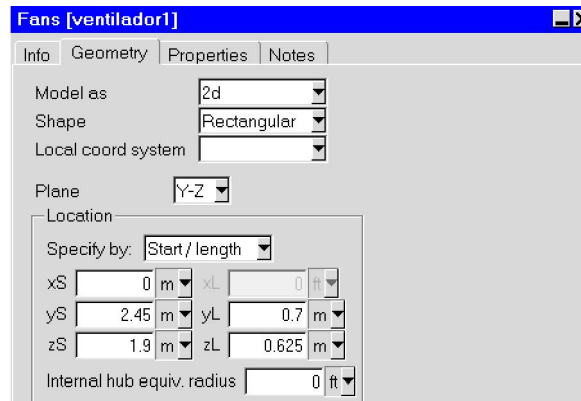 Fans [ventilador1]
Info Geometry Properties Notes
Model as 2d
Shape Rectangular
Local coord system
Plane Y-Z
Location
Specify by: Start / length
xS 0 m xL 0 ft
yS 2.45 m yL 0.7 m
zS 1.9 m zL 0.625 m
Internal hub equiv. radius 0 ft